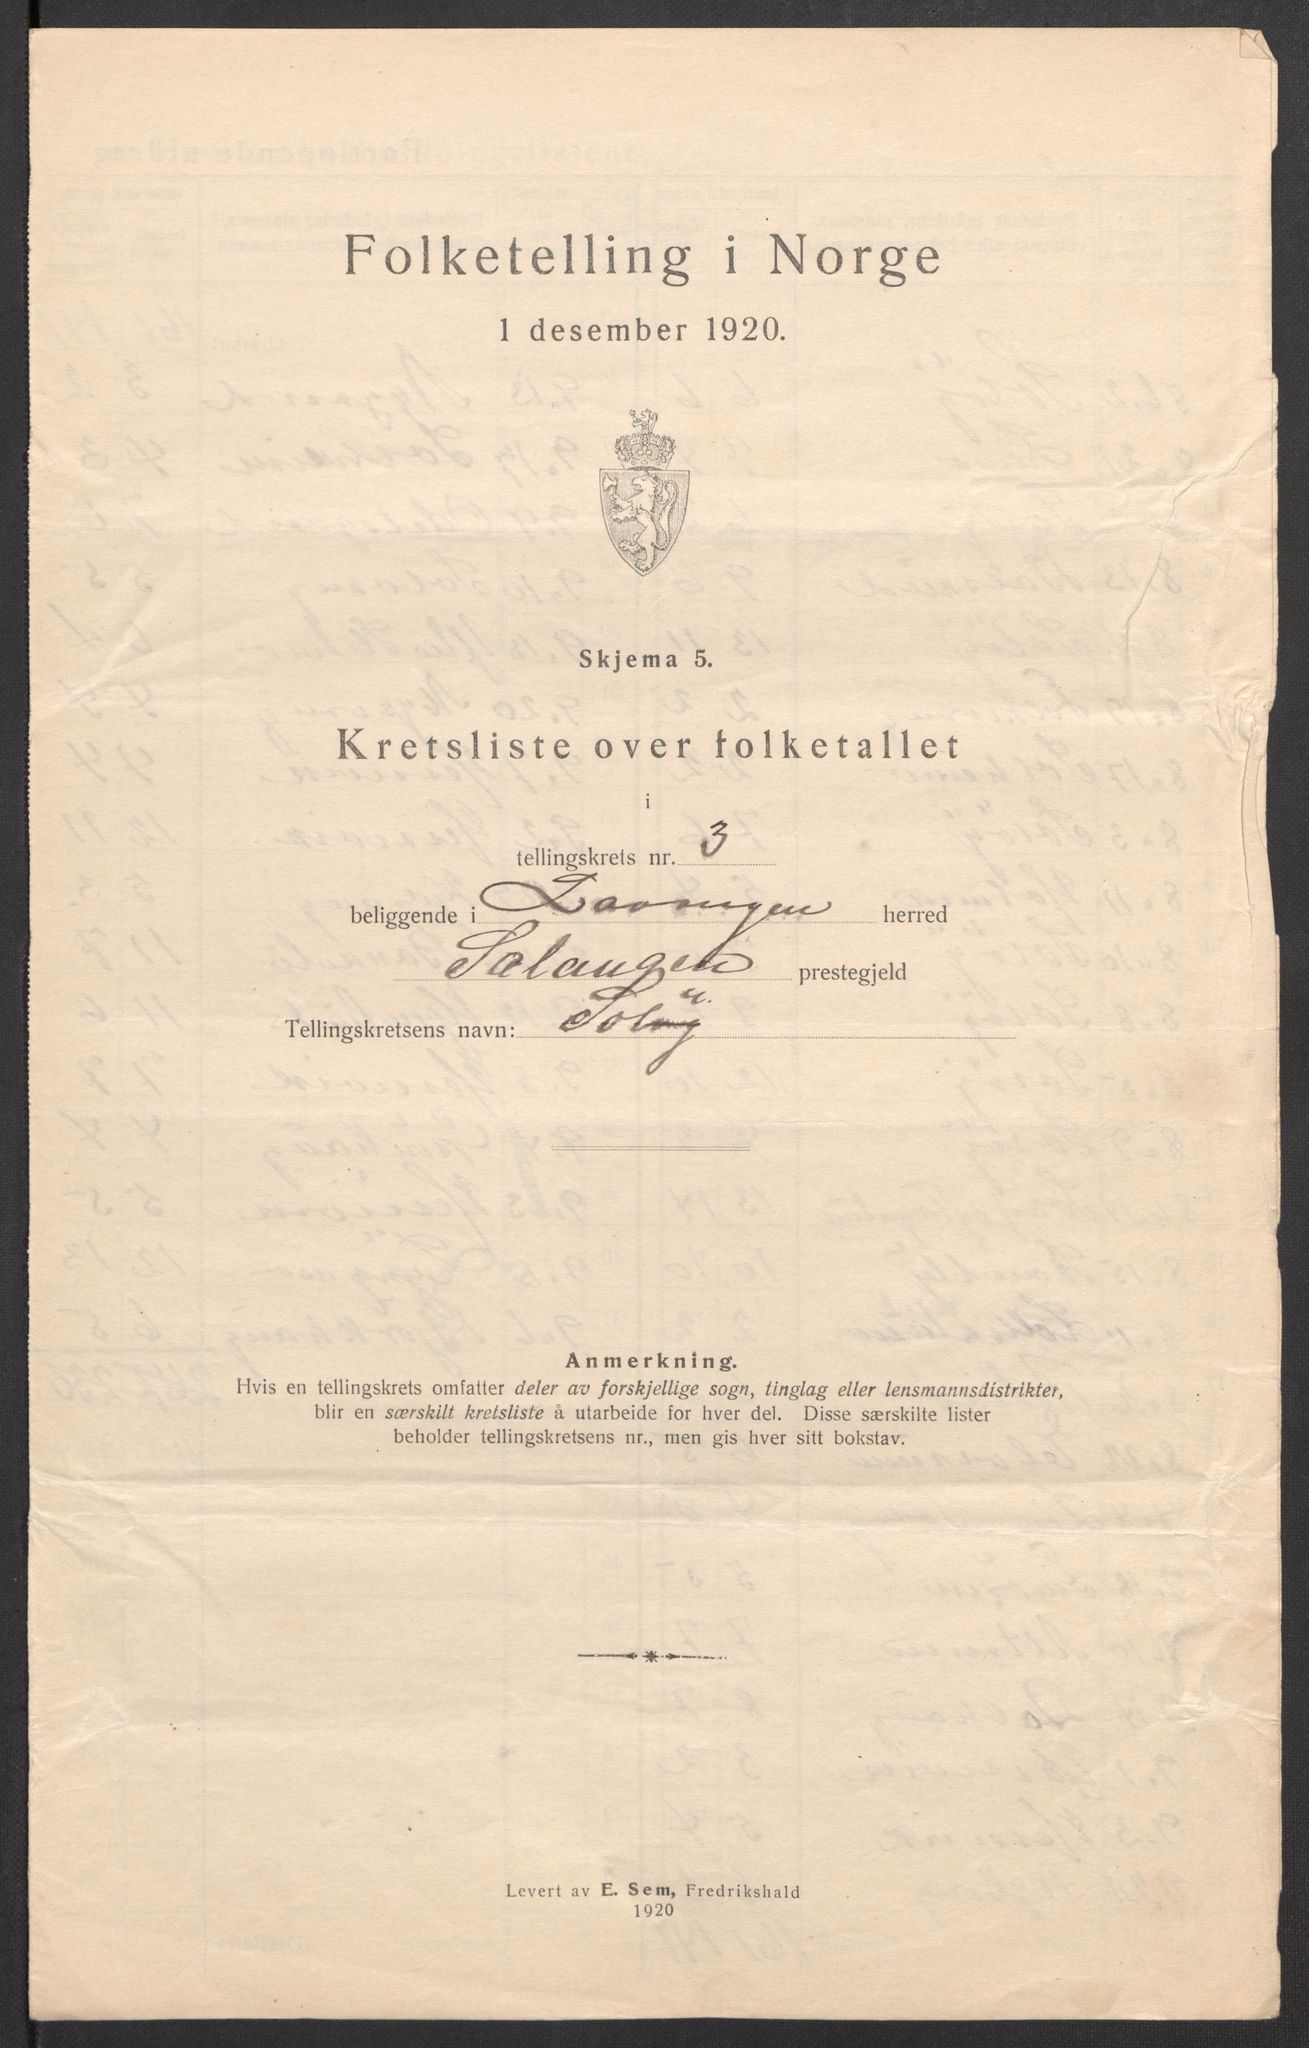 Folketelling i Norge
1 desember 1920.
Skjema 5.
Kretsliste over folketallet
i
tellingskrets nr. 3
beliggende i Lavangen herred
Salangen prestegjeld
Tellingskretsens navn: Soløy
Anmerkning.
Hvis en tellingskrets omfatter deler av forskjellige sogn, tinglag eller lensmannsdistrikter,
blir en særskilt kretsliste å utarbeide for hver del. Disse særskilte lister
beholder tellingskretsens nr., men gis hver sitt bokstav.
Levert av E. Sem, Fredrikshald
1920